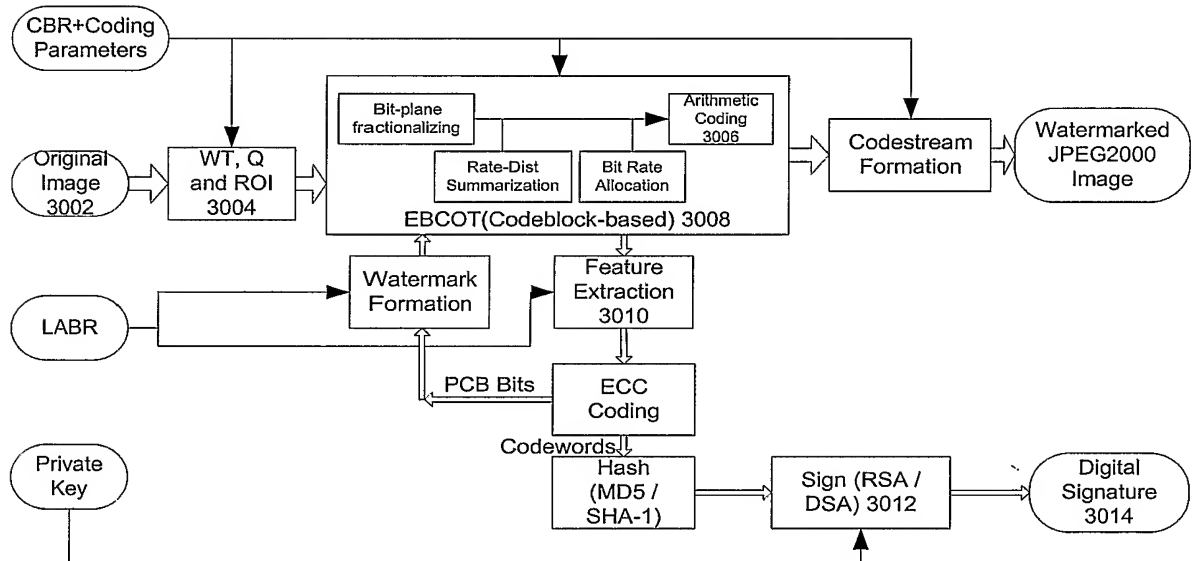 CBR+Coding
Parameters
Bit-plane
fractionalizing
Arithmetic
Coding
3006
Rate-Dist
Summarization
Bit Rate
Allocation
EBCOT(Codeblock-based) 3008
Original
Image
3002
WT, Q
and ROI
3004
Codestream
Formation
Watermarked
JPEG2000
Image
Watermark
Formation
Feature
Extraction
3010
LABR
PCB Bits
ECC
Coding
Codewords
Private
Key
Hash
(MD5 /
SHA-1)
Sign (RSA /
DSA) 3012
Digital
Signature
3014